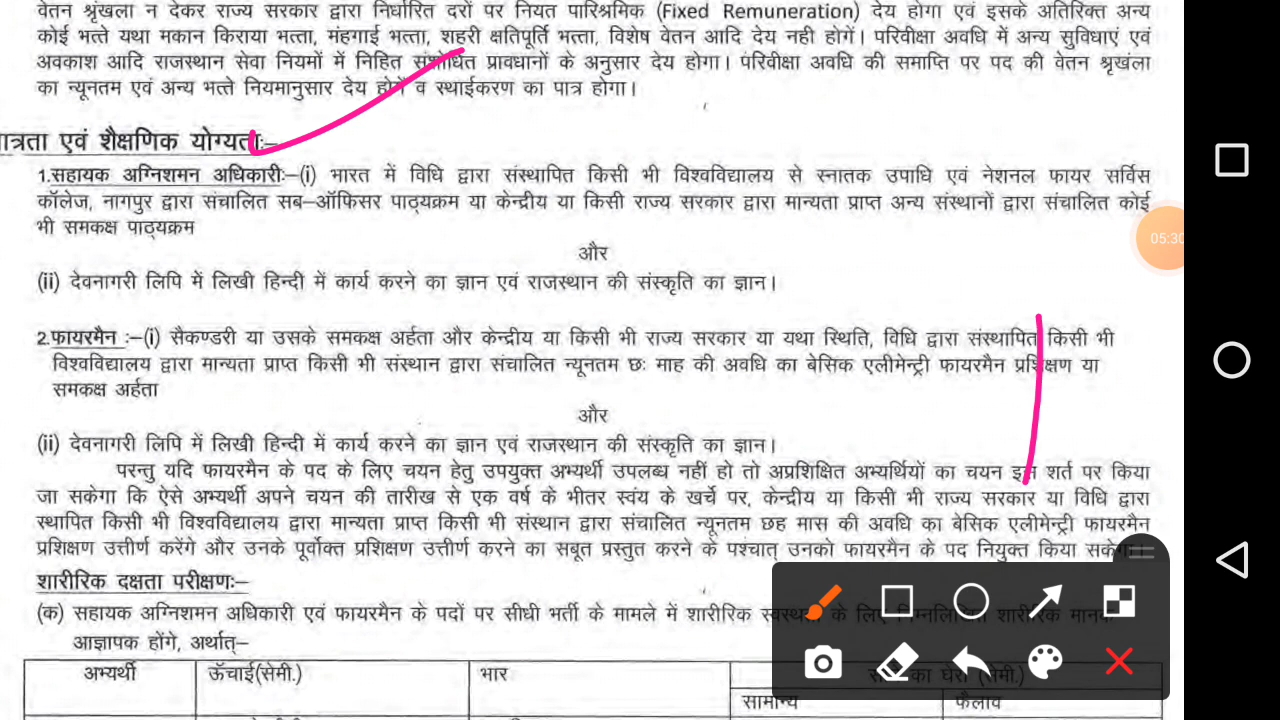 वेतन श्रृंखला न देकर राज्य सरकार द्वारा निर्धारित दरों पर नियत पारिश्रमिक (Fixed Remuneration) देय होगा एवं इसके अतिरिक्त अन्य
कोई भत्ते यथा मकान किराया भत्ता, मंहगाई भत्ता, शहरी क्षतिपूर्ति भत्ता, विशेष वेतन आदि देय नही होगें। परिवीक्षा अवधि में अन्य सुविधाएं एवं
अवकाश आदि राजस्थान सेवा नियमों में निहित संशोधित प्रावधानों के अनुसार देय होगा। परिवीक्षा अवधि की समाप्ति पर पद की वेतन श्रृखंला
का न्यूनतम एवं अन्य भत्ते नियमानुसार देय होगें व स्थाईकरण का पात्र होगा।
ात्रता एवं शैक्षणिक योग्यताः–
1.सहायक अग्निशमन अधिकारीः–(i) भारत में विधि द्वारा संस्थापित किसी भी विश्वविद्यालय से स्नातक उपाधि एवं नेशनल फायर सर्विस
कॉलेज, नागपुर द्वारा संचालित सब–ऑफिसर पाठ्यक्रम या केन्द्रीय या किसी राज्य सरकार द्वारा मान्यता प्राप्त अन्य संस्थानों द्वारा संचालित कोई
भी समकक्ष पाठ्यक्रम
और
(ii) देवनागरी लिपि में लिखी हिन्दी में कार्य करने का ज्ञान एवं राजस्थान की संस्कृति का ज्ञान।
2.फायरमैन :–(i) सैकण्डरी या उसके समकक्ष अर्हता और केन्द्रीय या किसी भी राज्य सरकार या यथा स्थिति, विधि द्वारा संस्थापित किसी भी
विश्वविद्यालय द्वारा मान्यता प्राप्त किसी भी संस्थान द्वारा संचालित न्यूनतम छः माह की अवधि का बेसिक एलीमेन्ट्री फायरमैन प्रशिक्षण या
समकक्ष अर्हता
और
(ii) देवनागरी लिपि में लिखी हिन्दी में कार्य करने का ज्ञान एवं राजस्थान की संस्कृति का ज्ञान।
परन्तु यदि फायरमैन के पद के लिए चयन हेतु उपयुक्त अभ्यर्थी उपलब्ध नहीं हो तो अप्रशिक्षित अभ्यर्थियों का चयन इस शर्त पर किया
जा सकेगा कि ऐसे अभ्यर्थी अपने चयन की तारीख से एक वर्ष के भीतर स्वंय के खर्चे पर, केन्द्रीय या किसी भी राज्य सरकार या विधि द्वारा
स्थापित किसी भी विश्वविद्यालय द्वारा मान्यता प्राप्त किसी भी संस्थान द्वारा संचालित न्यूनतम छह मास की अवधि का बेसिक एलीमेन्ट्री फायरमैन
प्रशिक्षण उत्तीर्ण करेंगे और उनके पूर्वोक्त प्रशिक्षण उत्तीर्ण करने का सबूत प्रस्तुत करने के पश्चात् उनको फायरमैन के पद नियुक्त किया सकेगा।
शारीरिक दक्षता परीक्षणः–
(क) सहायक अग्निशमन अधिकारी एवं फायरमैन के पदों पर सीधी भर्ती के मामले में शारीरिक स्वस्थता के लिए निम्नलिखित शारीरिक मानक
आज्ञापक होंगे, अर्थात्–
अभ्यर्थी ऊँचाई(सेमी.) भार का घेरा (सेमी.)
सामान्य फैलाव
05:30